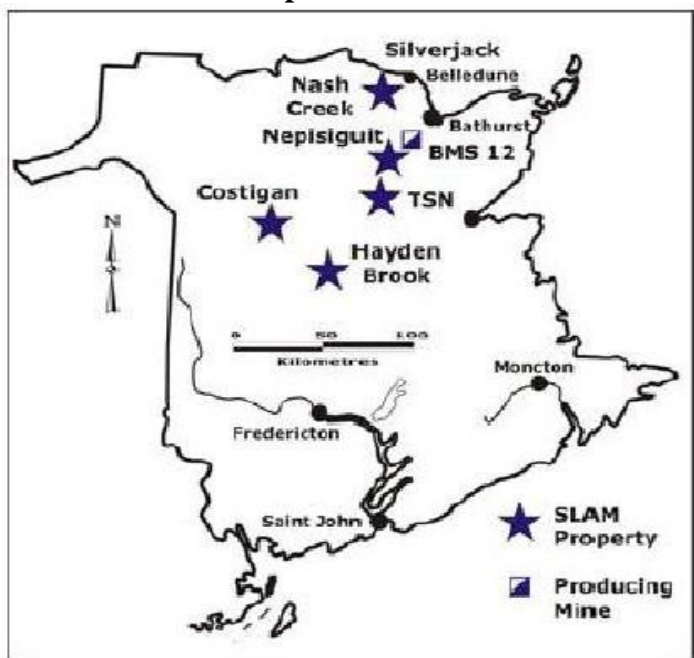 Silverjack
Belledune
Nash
Creek
Bathurst
Nepisiguit
BMS 12
Costigan
TSN
N
Hayden
Brook
0 50 100
Kilometres
Moncton
Fredericton
Saint John
SLAM
Property
Producing
Mine